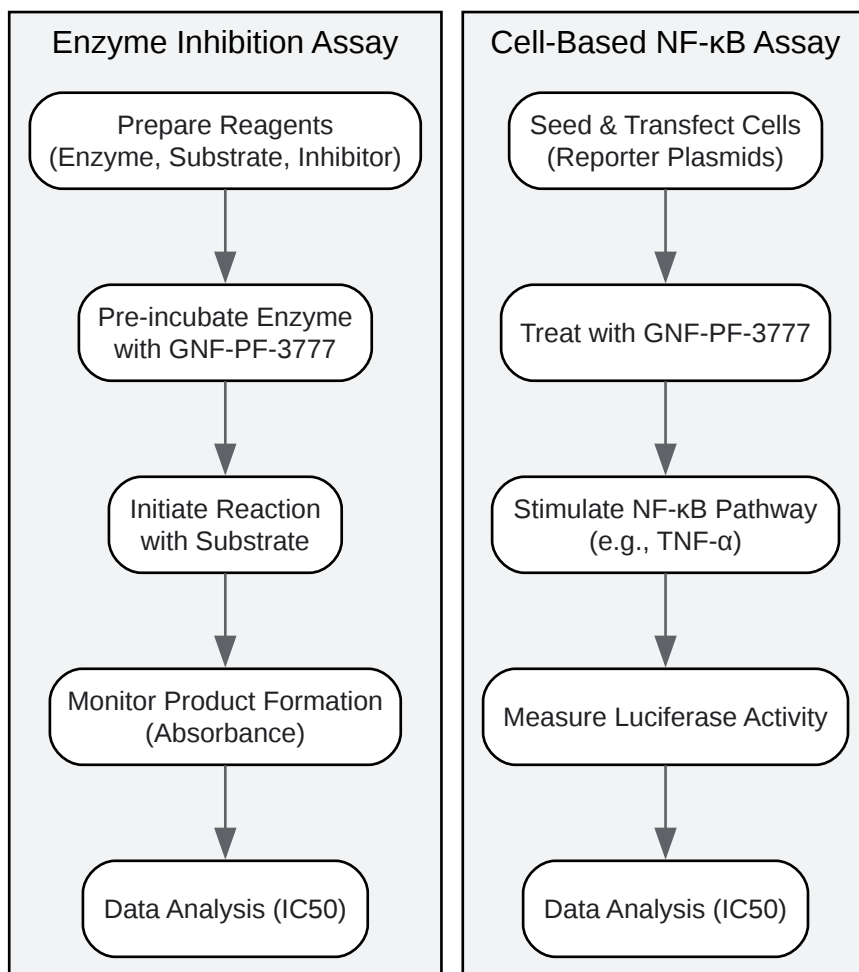 Enzyme Inhibition Assay
Prepare Reagents
(Enzyme, Substrate, Inhibitor)
Pre-incubate Enzyme
with GNF-PF-3777
Initiate Reaction
with Substrate
Monitor Product Formation
(Absorbance)
Data Analysis (IC50)
Cell-Based NF-κB Assay
Seed & Transfect Cells
(Reporter Plasmids)
Treat with GNF-PF-3777
Stimulate NF-κB Pathway
(e.g., TNF-α)
Measure Luciferase Activity
Data Analysis (IC50)